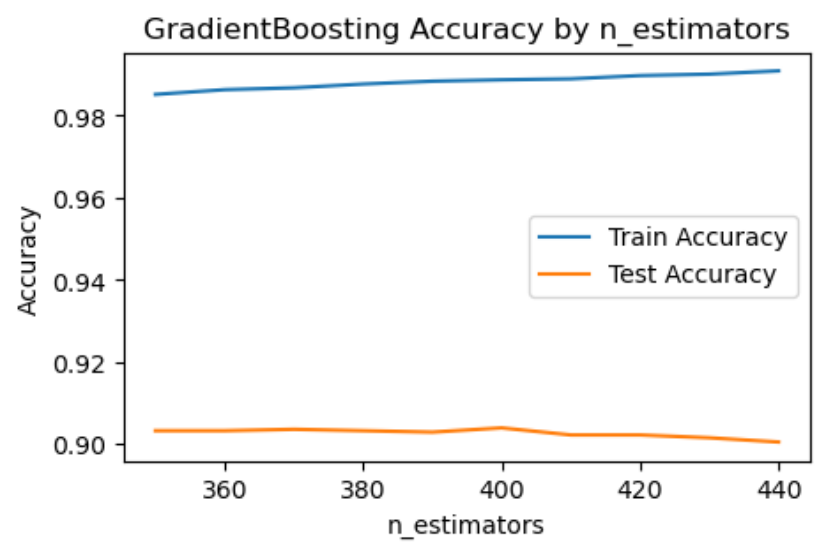 GradientBoosting Accuracy by n_estimators
Accuracy
0.98
0.96
0.94
0.92
0.90
Train Accuracy
Test Accuracy
360 380 400 420 440
n_estimators